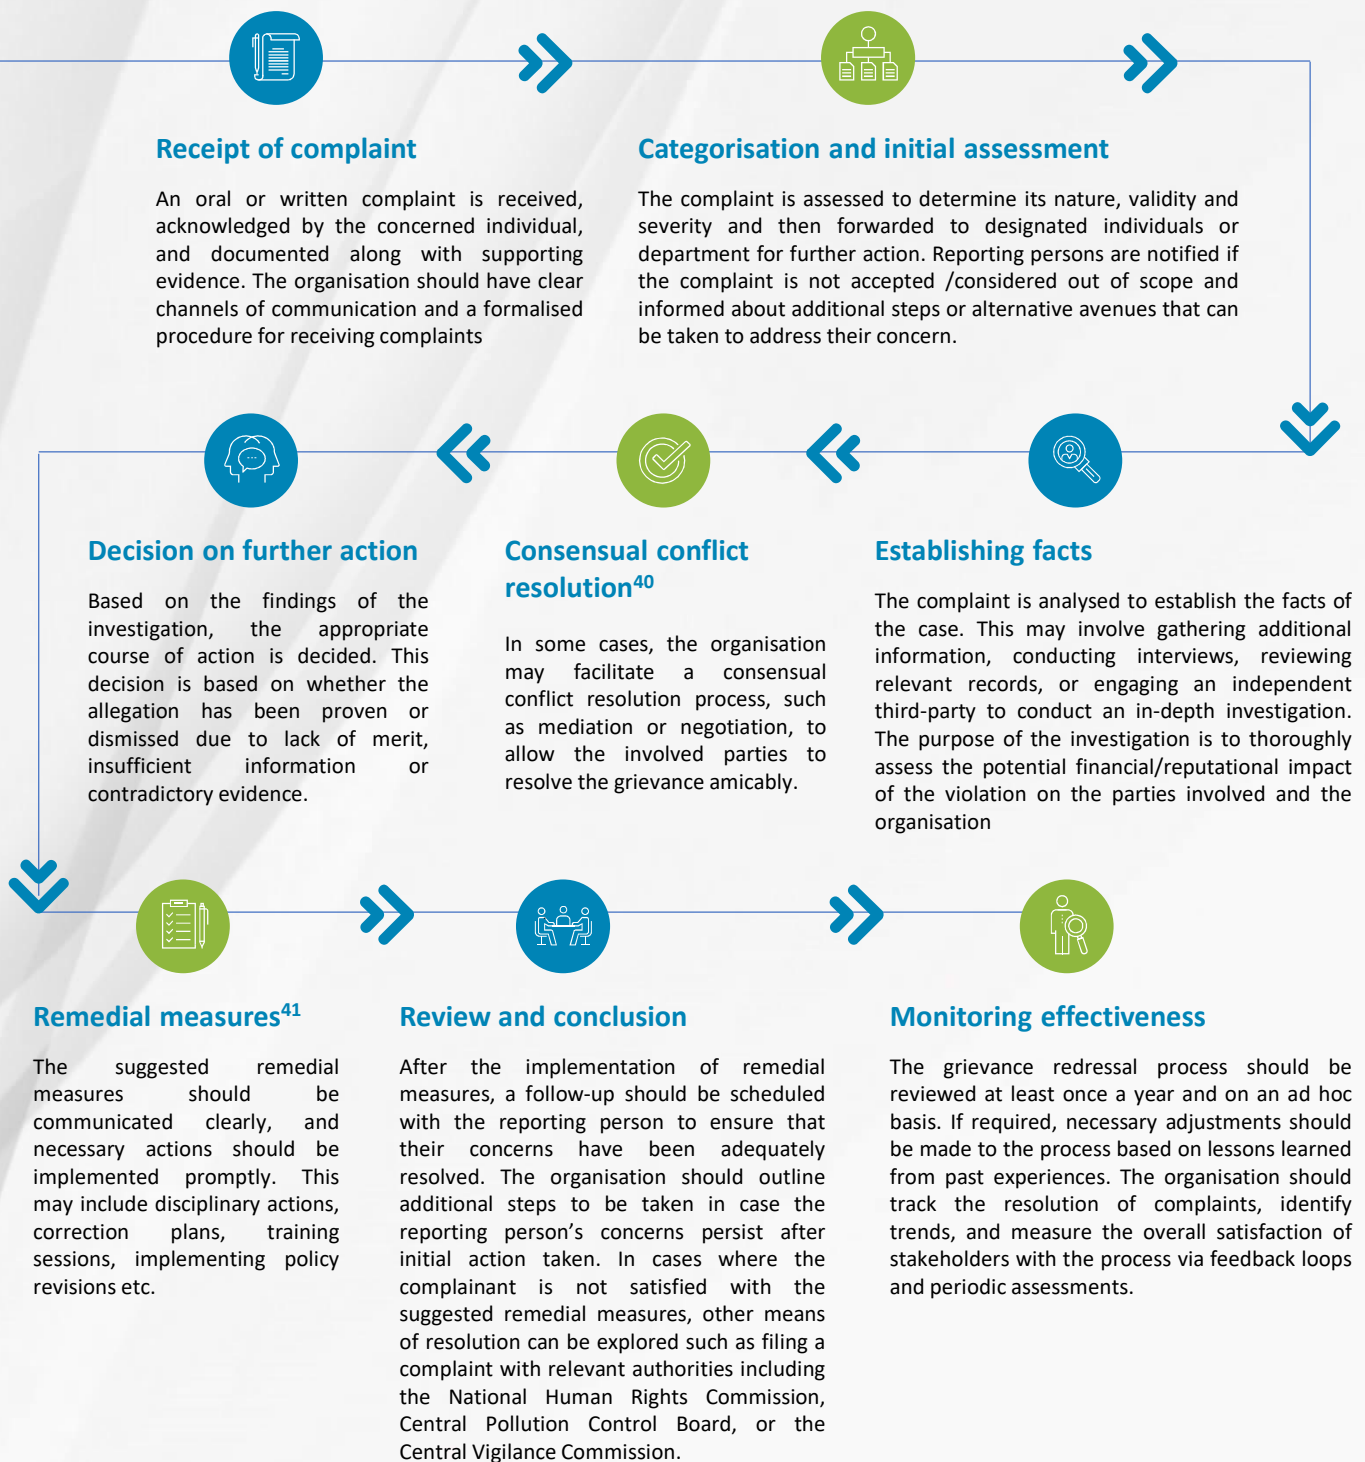 Receipt of complaint
An oral or written complaint is received,
acknowledged by the concerned individual,
and documented along with supporting
evidence. The organisation should have clear
channels of communication and a formalised
procedure for receiving complaints
Categorisation and initial assessment
The complaint is assessed to determine its nature, validity and
severity and then forwarded to designated individuals or
department for further action. Reporting persons are notified if
the complaint is not accepted /considered out of scope and
informed about additional steps or alternative avenues that can
be taken to address their concern.
Establishing facts
The complaint is analysed to establish the facts of
the case. This may involve gathering additional
information, conducting interviews, reviewing
relevant records, or engaging an independent
third-party to conduct an in-depth investigation.
The purpose of the investigation is to thoroughly
assess the potential financial/reputational impact
of the violation on the parties involved and the
organisation
Consensual conflict
resolution40
In some cases, the organisation
may facilitate a consensual
conflict resolution process, such
as mediation or negotiation, to
allow the involved parties to
resolve the grievance amicably.
Decision on further action
Based on the findings of the
investigation, the appropriate
course of action is decided. This
decision is based on whether the
allegation has been proven or
dismissed due to lack of merit,
insufficient information or
contradictory evidence.
Remedial measures41
The suggested remedial
measures should be
communicated clearly, and
necessary actions should be
implemented promptly. This
may include disciplinary actions,
correction plans, training
sessions, implementing policy
revisions etc.
Review and conclusion
After the implementation of remedial
measures, a follow-up should be scheduled
with the reporting person to ensure that
their concerns have been adequately
resolved. The organisation should outline
additional steps to be taken in case the
reporting person's concerns persist after
initial action taken. In cases where the
complainant is not satisfied with the
suggested remedial measures, other means
of resolution can be explored such as filing a
complaint with relevant authorities including
the National Human Rights Commission,
Central Pollution Control Board, or the
Central Vigilance Commission.
Monitoring effectiveness
The grievance redressal process should be
reviewed at least once a year and on an ad hoc
basis. If required, necessary adjustments should
be made to the process based on lessons learned
from past experiences. The organisation should
track the resolution of complaints, identify
trends, and measure the overall satisfaction of
stakeholders with the process via feedback loops
and periodic assessments.